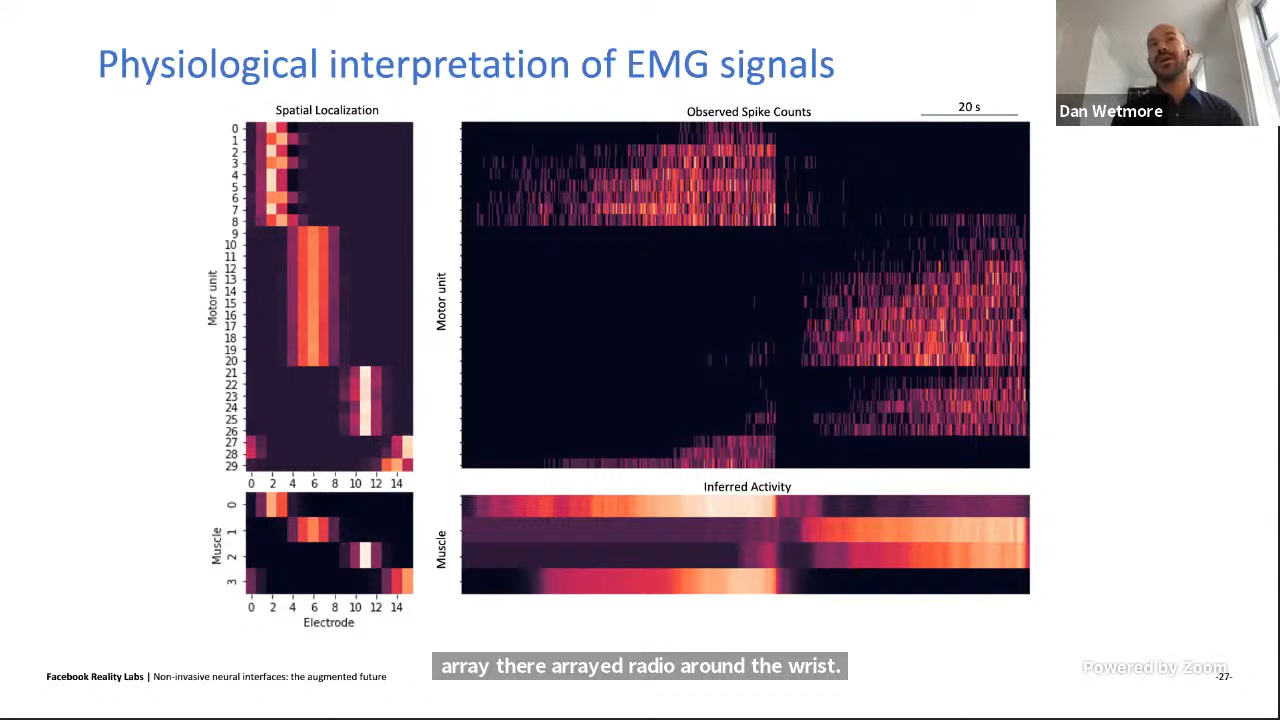 Physiological interpretation of EMG signals
Dan Wetmore
Spatial Localization
Observed Spike Counts
20 s
Motor unit
0
1
2
3
4
5
6
7
8
9
10
11
12
13
14
15
16
17
18
19
20
21
22
23
24
25
26
27
28
29
0 2 4 6 8 10 12 14
Motor unit
Inferred Activity
Muscle
0
1
2
3
0 2 4 6 8 10 12 14
Electrode
Muscle
array there arrayed radio around the wrist.
Facebook Reality Labs | Non-invasive neural interfaces: the augmented future
Powered by Zoom
-27-